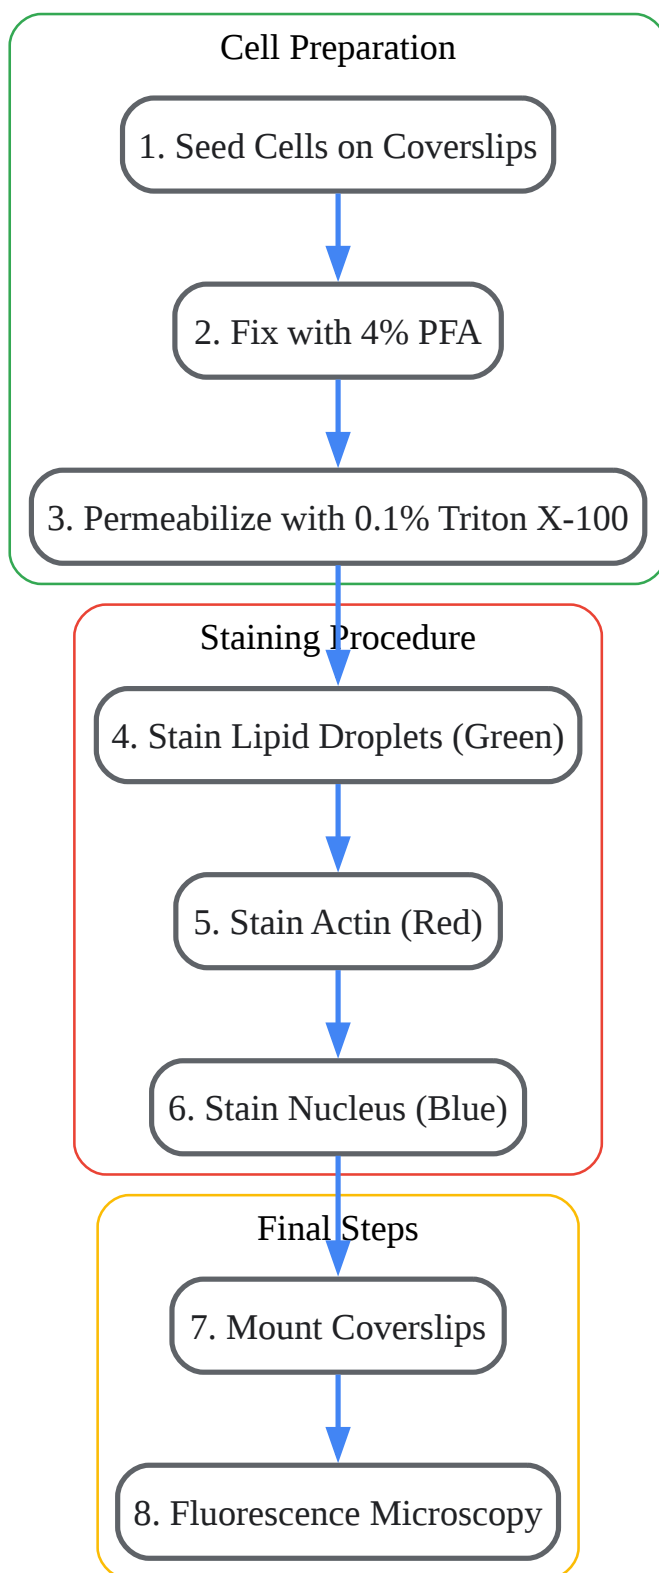 Cell Preparation
1. Seed Cells on Coverslips
2. Fix with 4% PFA
3. Permeabilize with 0.1% Triton X-100
Staining Procedure
4. Stain Lipid Droplets (Green)
5. Stain Actin (Red)
6. Stain Nucleus (Blue)
Final Steps
7. Mount Coverslips
8. Fluorescence Microscopy